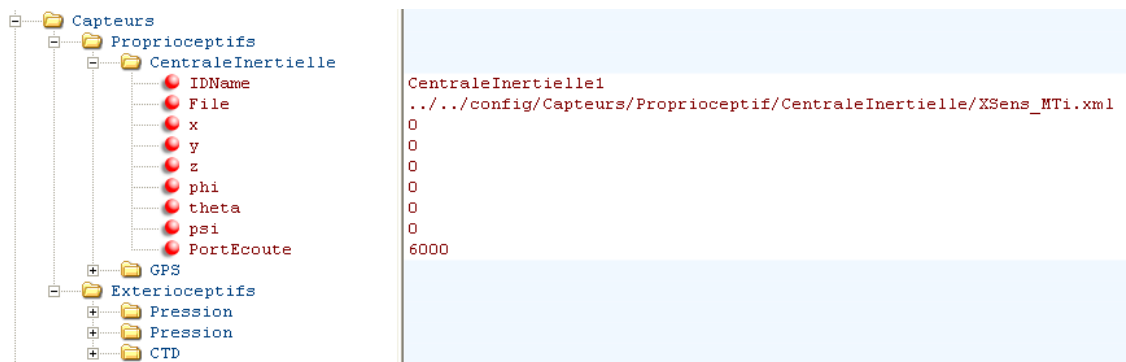 Capteurs
Proprioceptifs
CentraleInertielle
IDName CentraleInertielle1
File ../../config/Capteurs/Proprioceptif/CentraleInertielle/XSens_MTi.xml
x 0
y 0
z 0
phi 0
theta 0
psi 0
PortEcoute 6000
GPS
Exterioceptifs
Pression
Pression
CTD